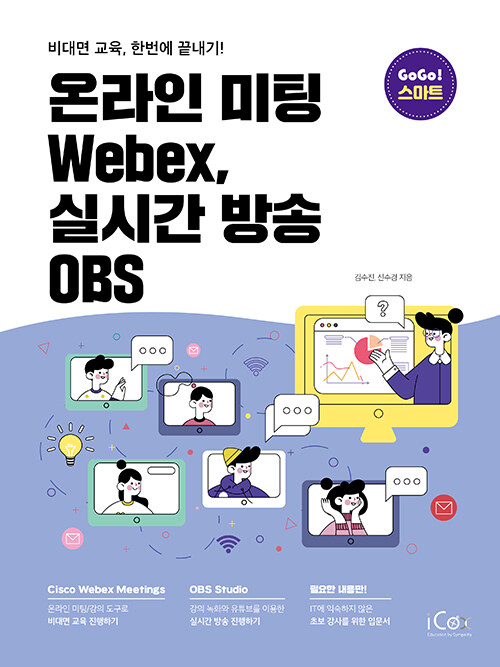 비대면 교육, 한번에 끝내기!
온라인 미팅
Webex,
실시간 방송
OBS
GoGo!
스마트
김수진, 신수경 지음
?
Cisco Webex Meetings
온라인 미팅/강의 도구로
비대면 교육 진행하기
OBS Studio
강의 녹화와 유튜브를 이용한
실시간 방송 진행하기
필요한 내용만!
IT에 익숙하지 않은
초보 강사를 위한 입문서
iCox
Education by Sympathy